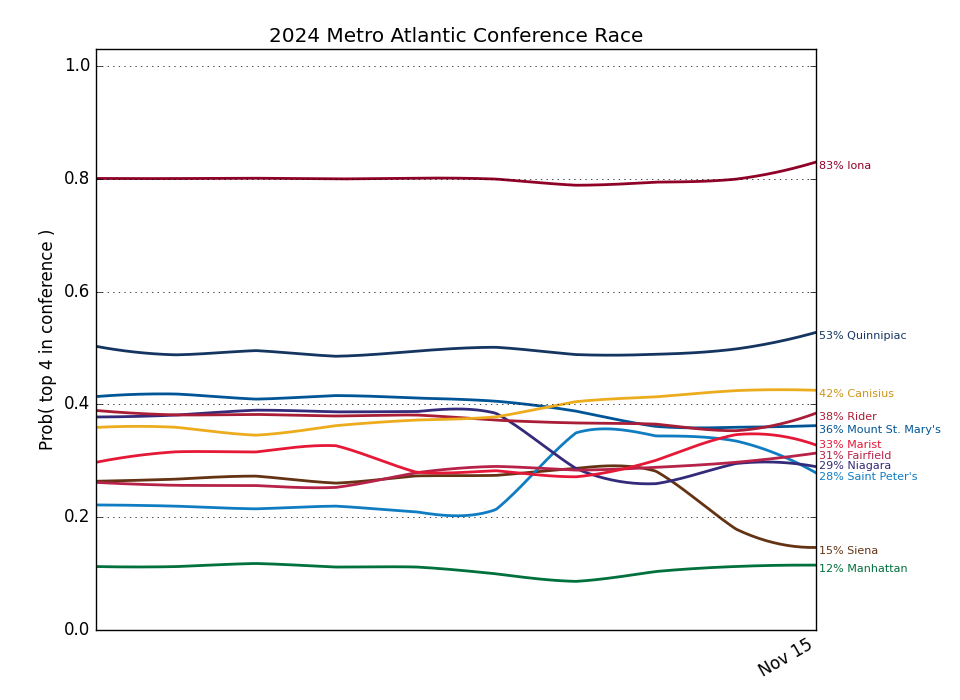 2024 Metro Atlantic Conference Race
Prob( top 4 in conference )
1.0
0.8
0.6
0.4
0.2
0.0
83% Iona
53% Quinnipiac
42% Canisius
38% Rider
36% Mount St. Mary's
33% Marist
31% Fairfield
29% Niagara
28% Saint Peter's
15% Siena
12% Manhattan
Nov 15